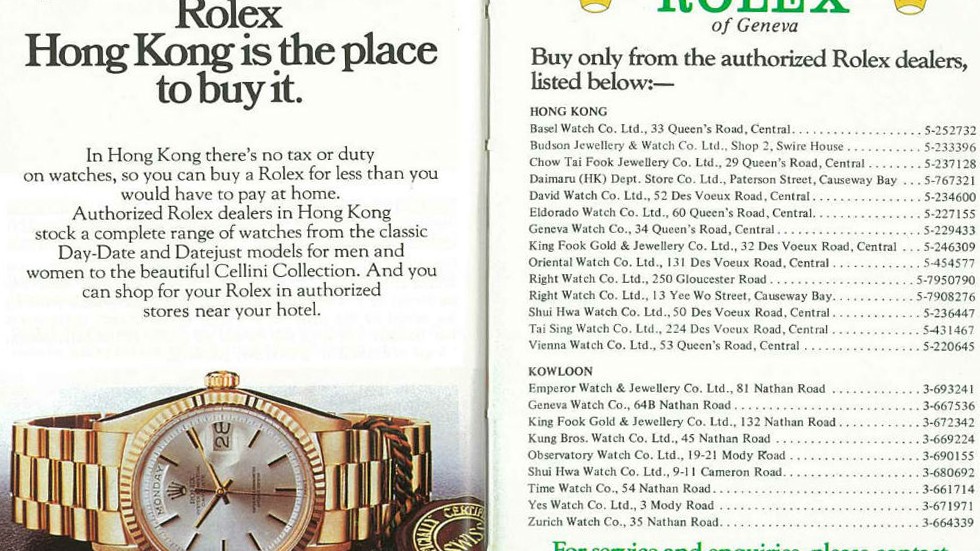 Rolex
Hong Kong is the place
to buy it.
In Hong Kong there's no tax or duty
on watches, so you can buy a Rolex for less than you
would have to pay at home.
Authorized Rolex dealers in Hong Kong
stock a complete range of watches from the classic
Day-Date and Datejust models for men and
women to the beautiful Cellini Collection. And you
can shop for your Rolex in authorized
stores near your hotel.
28
MONDAY
ROLEX
ROLEX
of Geneva
Buy only from the authorized Rolex dealers,
listed below:—
HONG KONG
Basel Watch Co. Ltd., 33 Queen's Road, Central. . . . . . . . . . . . . . . . . . . 5-252732
Budson Jewellery & Watch Co. Ltd., Shop 2, Swire House . . . . . . . . . . . 5-233396
Chow Tai Fook Jewellery Co. Ltd., 29 Queen's Road, Central . . . . . . . . 5-237128
Daimaru (HK) Dept. Store Co. Ltd., Paterson Street, Causeway Bay . . . 5-767321
David Watch Co. Ltd., 52 Des Voeux Road, Central . . . . . . . . . . . . . . . . 5-234600
Eldorado Watch Co. Ltd., 60 Queen's Road, Central. . . . . . . . . . . . . . . . 5-227155
Geneva Watch Co., 34 Queen's Road, Central . . . . . . . . . . . . . . . . . . . . . 5-229433
King Fook Gold & Jewellery Co. Ltd., 32 Des Voeux Road, Central . . . 5-246309
Oriental Watch Co. Ltd., 131 Des Voeux Road, Central . . . . . . . . . . . . . 5-454577
Right Watch Co. Ltd., 250 Gloucester Road . . . . . . . . . . . . . . . . . . . . . 5-7950790
Right Watch Co. Ltd., 13 Yee Wo Street, Causeway Bay. . . . . . . . . . . . 5-7908276
Shui Hwa Watch Co. Ltd., 50 Des Voeux Road, Central . . . . . . . . . . . . . 5-236447
Tai Sing Watch Co. Ltd., 224 Des Voeux Road, Central . . . . . . . . . . . . . 5-431467
Vienna Watch Co. Ltd., 53 Queen's Road, Central . . . . . . . . . . . . . . . . . 5-220645
KOWLOON
Emperor Watch & Jewellery Co. Ltd., 81 Nathan Road . . . . . . . . . . . . . 3-693241
Geneva Watch Co., 64B Nathan Road . . . . . . . . . . . . . . . . . . . . . . . . . . . 3-667536
King Fook Gold & Jewellery Co. Ltd., 132 Nathan Road . . . . . . . . . . . . 3-672342
Kung Bros. Watch Co. Ltd., 45 Nathan Road . . . . . . . . . . . . . . . . . . . . . 3-669224
Observatory Watch Co. Ltd., 19-21 Mody Road . . . . . . . . . . . . . . . . . . . 3-690155
Shui Hwa Watch Co. Ltd., 9-11 Cameron Road. . . . . . . . . . . . . . . . . . . . 3-680692
Time Watch Co., 54 Nathan Road . . . . . . . . . . . . . . . . . . . . . . . . . . . . . . 3-661714
Yes Watch Co. Ltd., 3 Mody Road . . . . . . . . . . . . . . . . . . . . . . . . . . . . . 3-671971
Zurich Watch Co., 35 Nathan Road. . . . . . . . . . . . . . . . . . . . . . . . . . . . . 3-664339
For service and enquiries, please contact